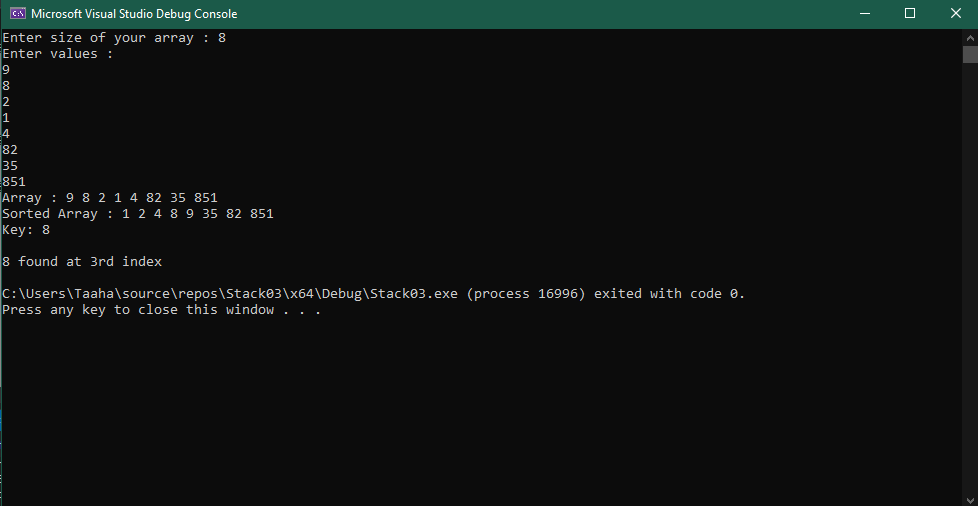 Microsoft Visual Studio Debug Console
Enter size of your array : 8
Enter values :
9
8
2
1
4
82
35
851
Array : 9 8 2 1 4 82 35 851
Sorted Array : 1 2 4 8 9 35 82 851
Key: 8
8 found at 3rd index
C:\Users\Taaha\source\repos\Stack03\x64\Debug\Stack03.exe (process 16996) exited with code 0.
Press any key to close this window . . .